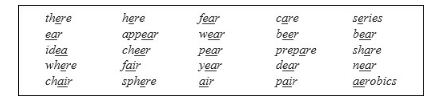 there here fear care series
ear appear wear beer bear
idea cheer pear prepare share
where fair year dear near
chair sphere air pair aerobics